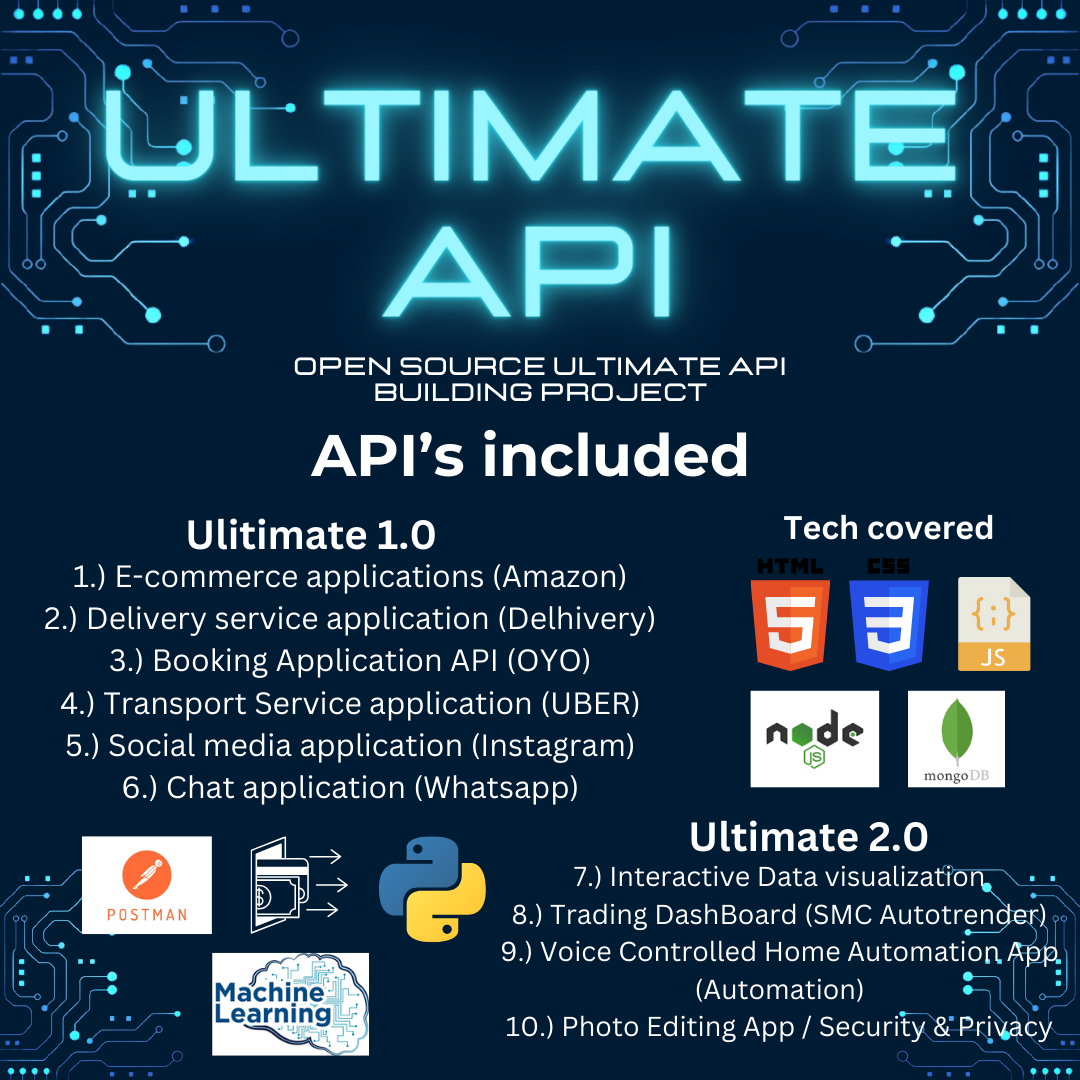 ULTIMATE
API
OPEN SOURCE ULTIMATE API
BUILDING PROJECT
API’s included
Ulitimate 1.0
1.) E-commerce applications (Amazon)
2.) Delivery service application (Delhivery)
3.) Booking Application API (OYO)
4.) Transport Service application (UBER)
5.) Social media application (Instagram)
6.) Chat application (Whatsapp)
Tech covered
HTML
5
CSS
3
{;}
JS
node
JS
mongoDB
POSTMAN
$
Machine
Learning
Ultimate 2.0
7.) Interactive Data visualization
8.) Trading DashBoard (SMC Autotrender)
9.) Voice Controlled Home Automation App
(Automation)
10.) Photo Editing App / Security & Privacy